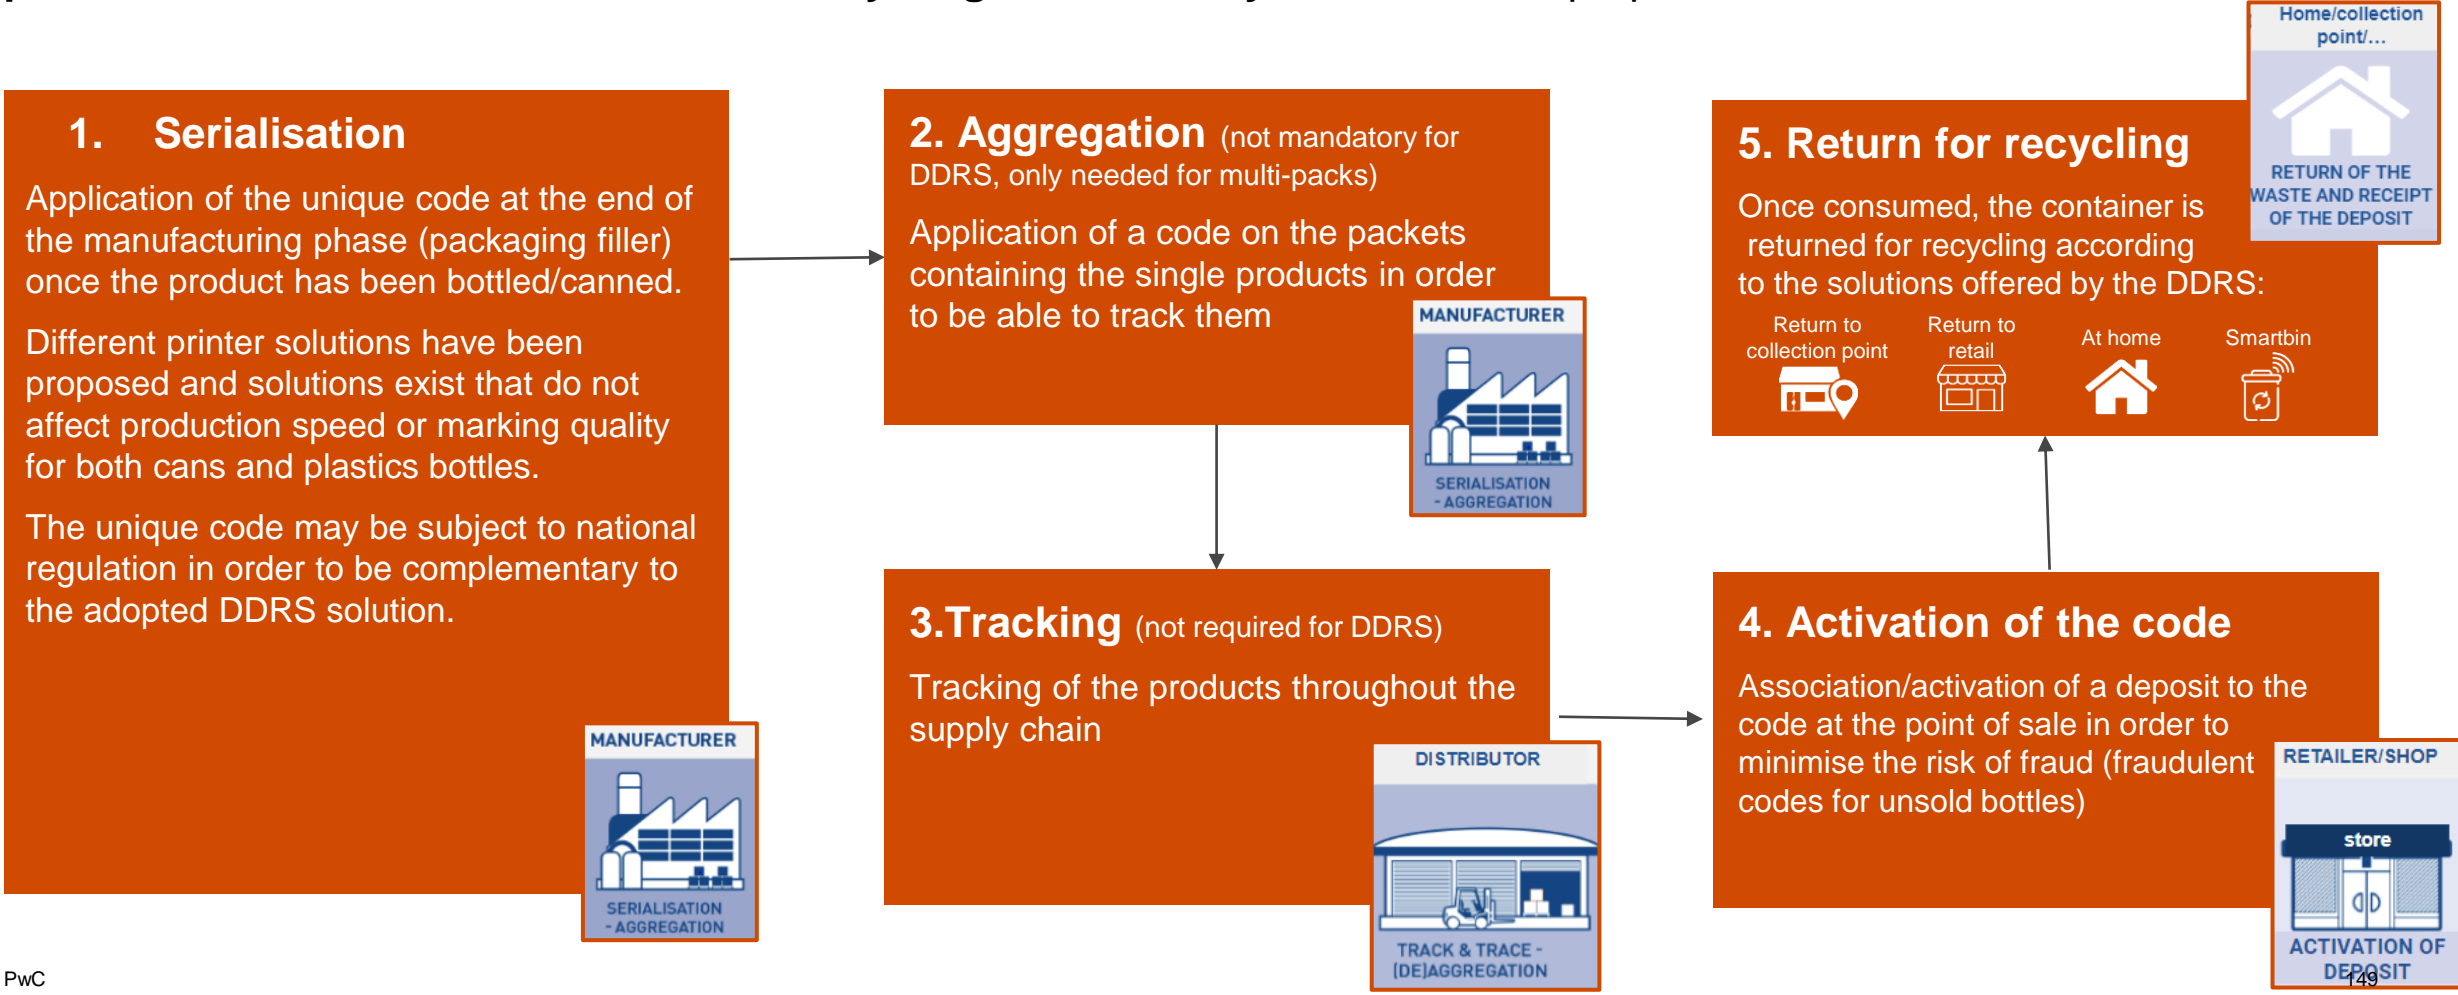 1. Serialisation
Application of the unique code at the end of
the manufacturing phase (packaging filler)
once the product has been bottled/canned.
Different printer solutions have been
proposed and solutions exist that do not
affect production speed or marking quality
for both cans and plastics bottles.
The unique code may be subject to national
regulation in order to be complementary to
the adopted DDRS solution.
MANUFACTURER
SERIALISATION
- AGGREGATION
2. Aggregation (not mandatory for
DDRS, only needed for multi-packs)
Application of a code on the packets
containing the single products in order
to be able to track them
MANUFACTURER
SERIALISATION
- AGGREGATION
3.Tracking (not required for DDRS)
Tracking of the products throughout the
supply chain
DISTRIBUTOR
TRACK & TRACE -
(DE)AGGREGATION
4. Activation of the code
Association/activation of a deposit to the
code at the point of sale in order to
minimise the risk of fraud (fraudulent
codes for unsold bottles)
RETAILER/SHOP
store
ACTIVATION OF
DEPOSIT
5. Return for recycling
Once consumed, the container is
returned for recycling according
to the solutions offered by the DDRS:
Return to
collection point
Return to
retail
At home
Smartbin
Home/collection
point/...
RETURN OF THE
WASTE AND RECEIPT
OF THE DEPOSIT
PwC
149